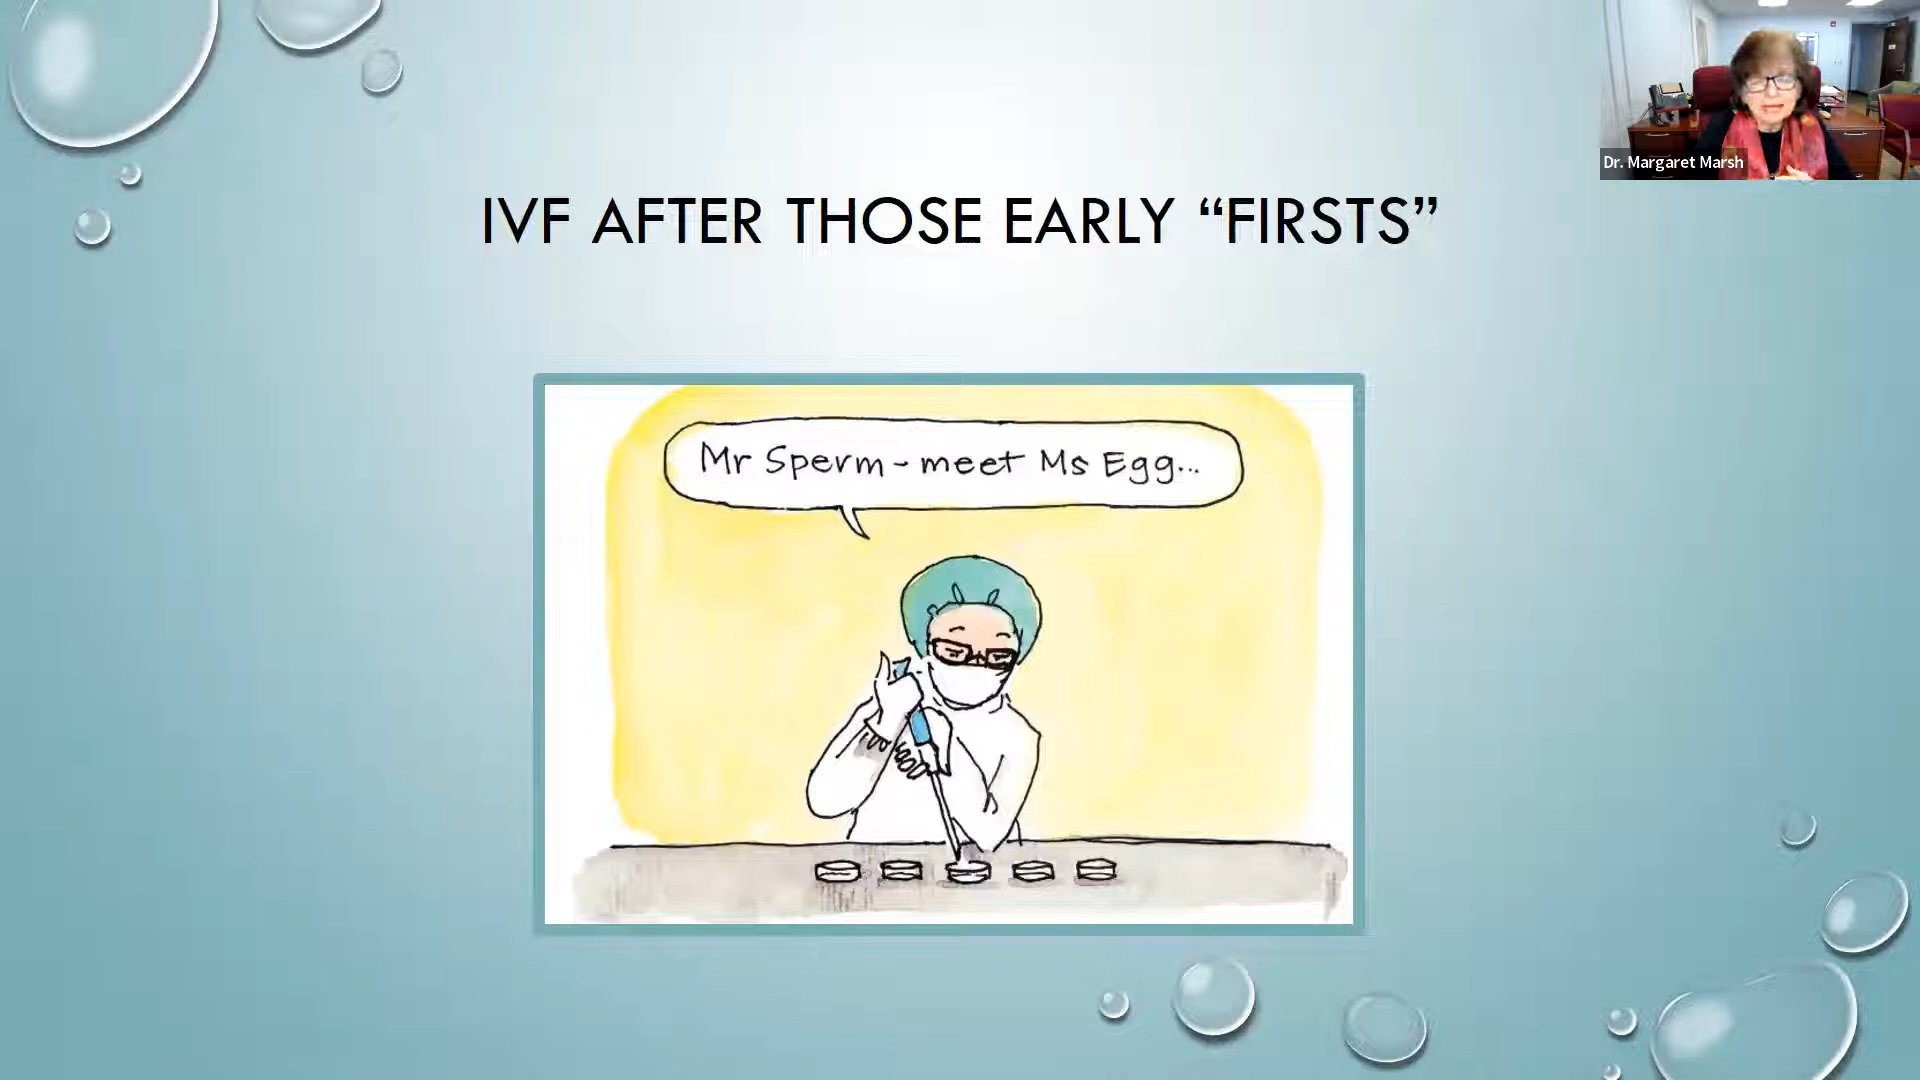 Dr. Margaret Marsh
IVF AFTER THOSE EARLY “FIRSTS”
Mr Sperm - meet Ms Egg...